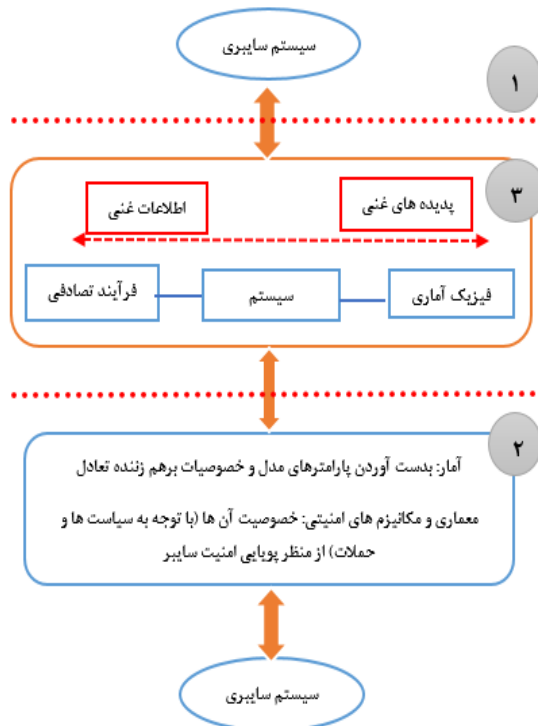 سیستم سایبری
۱
۳
پدیده های غنی
اطلاعات غنی
فیزیک آماری
سیستم
فرآیند تصادفی
۲
آمار: بدست آوردن پارامترهای مدل و خصوصیات برهم زننده تعادل
معماری و مکانیزم های امنیتی: خصوصیت آن ها (با توجه به سیاست ها و
حملات) از منظر پویایی امنیت سایبر
سیستم سایبری